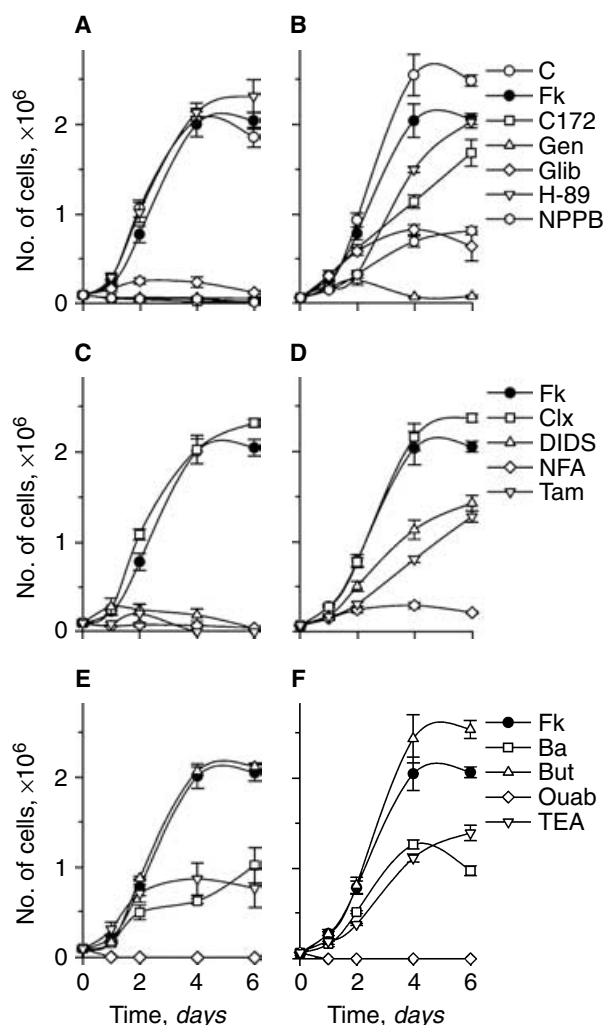 A
B
No. of cells, ×10⁶
2
1
0
C
Fk
C172
Gen
Glib
H-89
NPPB
C
D
No. of cells, ×10⁶
2
1
0
Fk
Clx
DIDS
NFA
Tam
E
F
No. of cells, ×10⁶
2
1
0
Fk
Ba
But
Ouab
TEA
0 2 4 6 0 2 4 6
Time, days Time, days